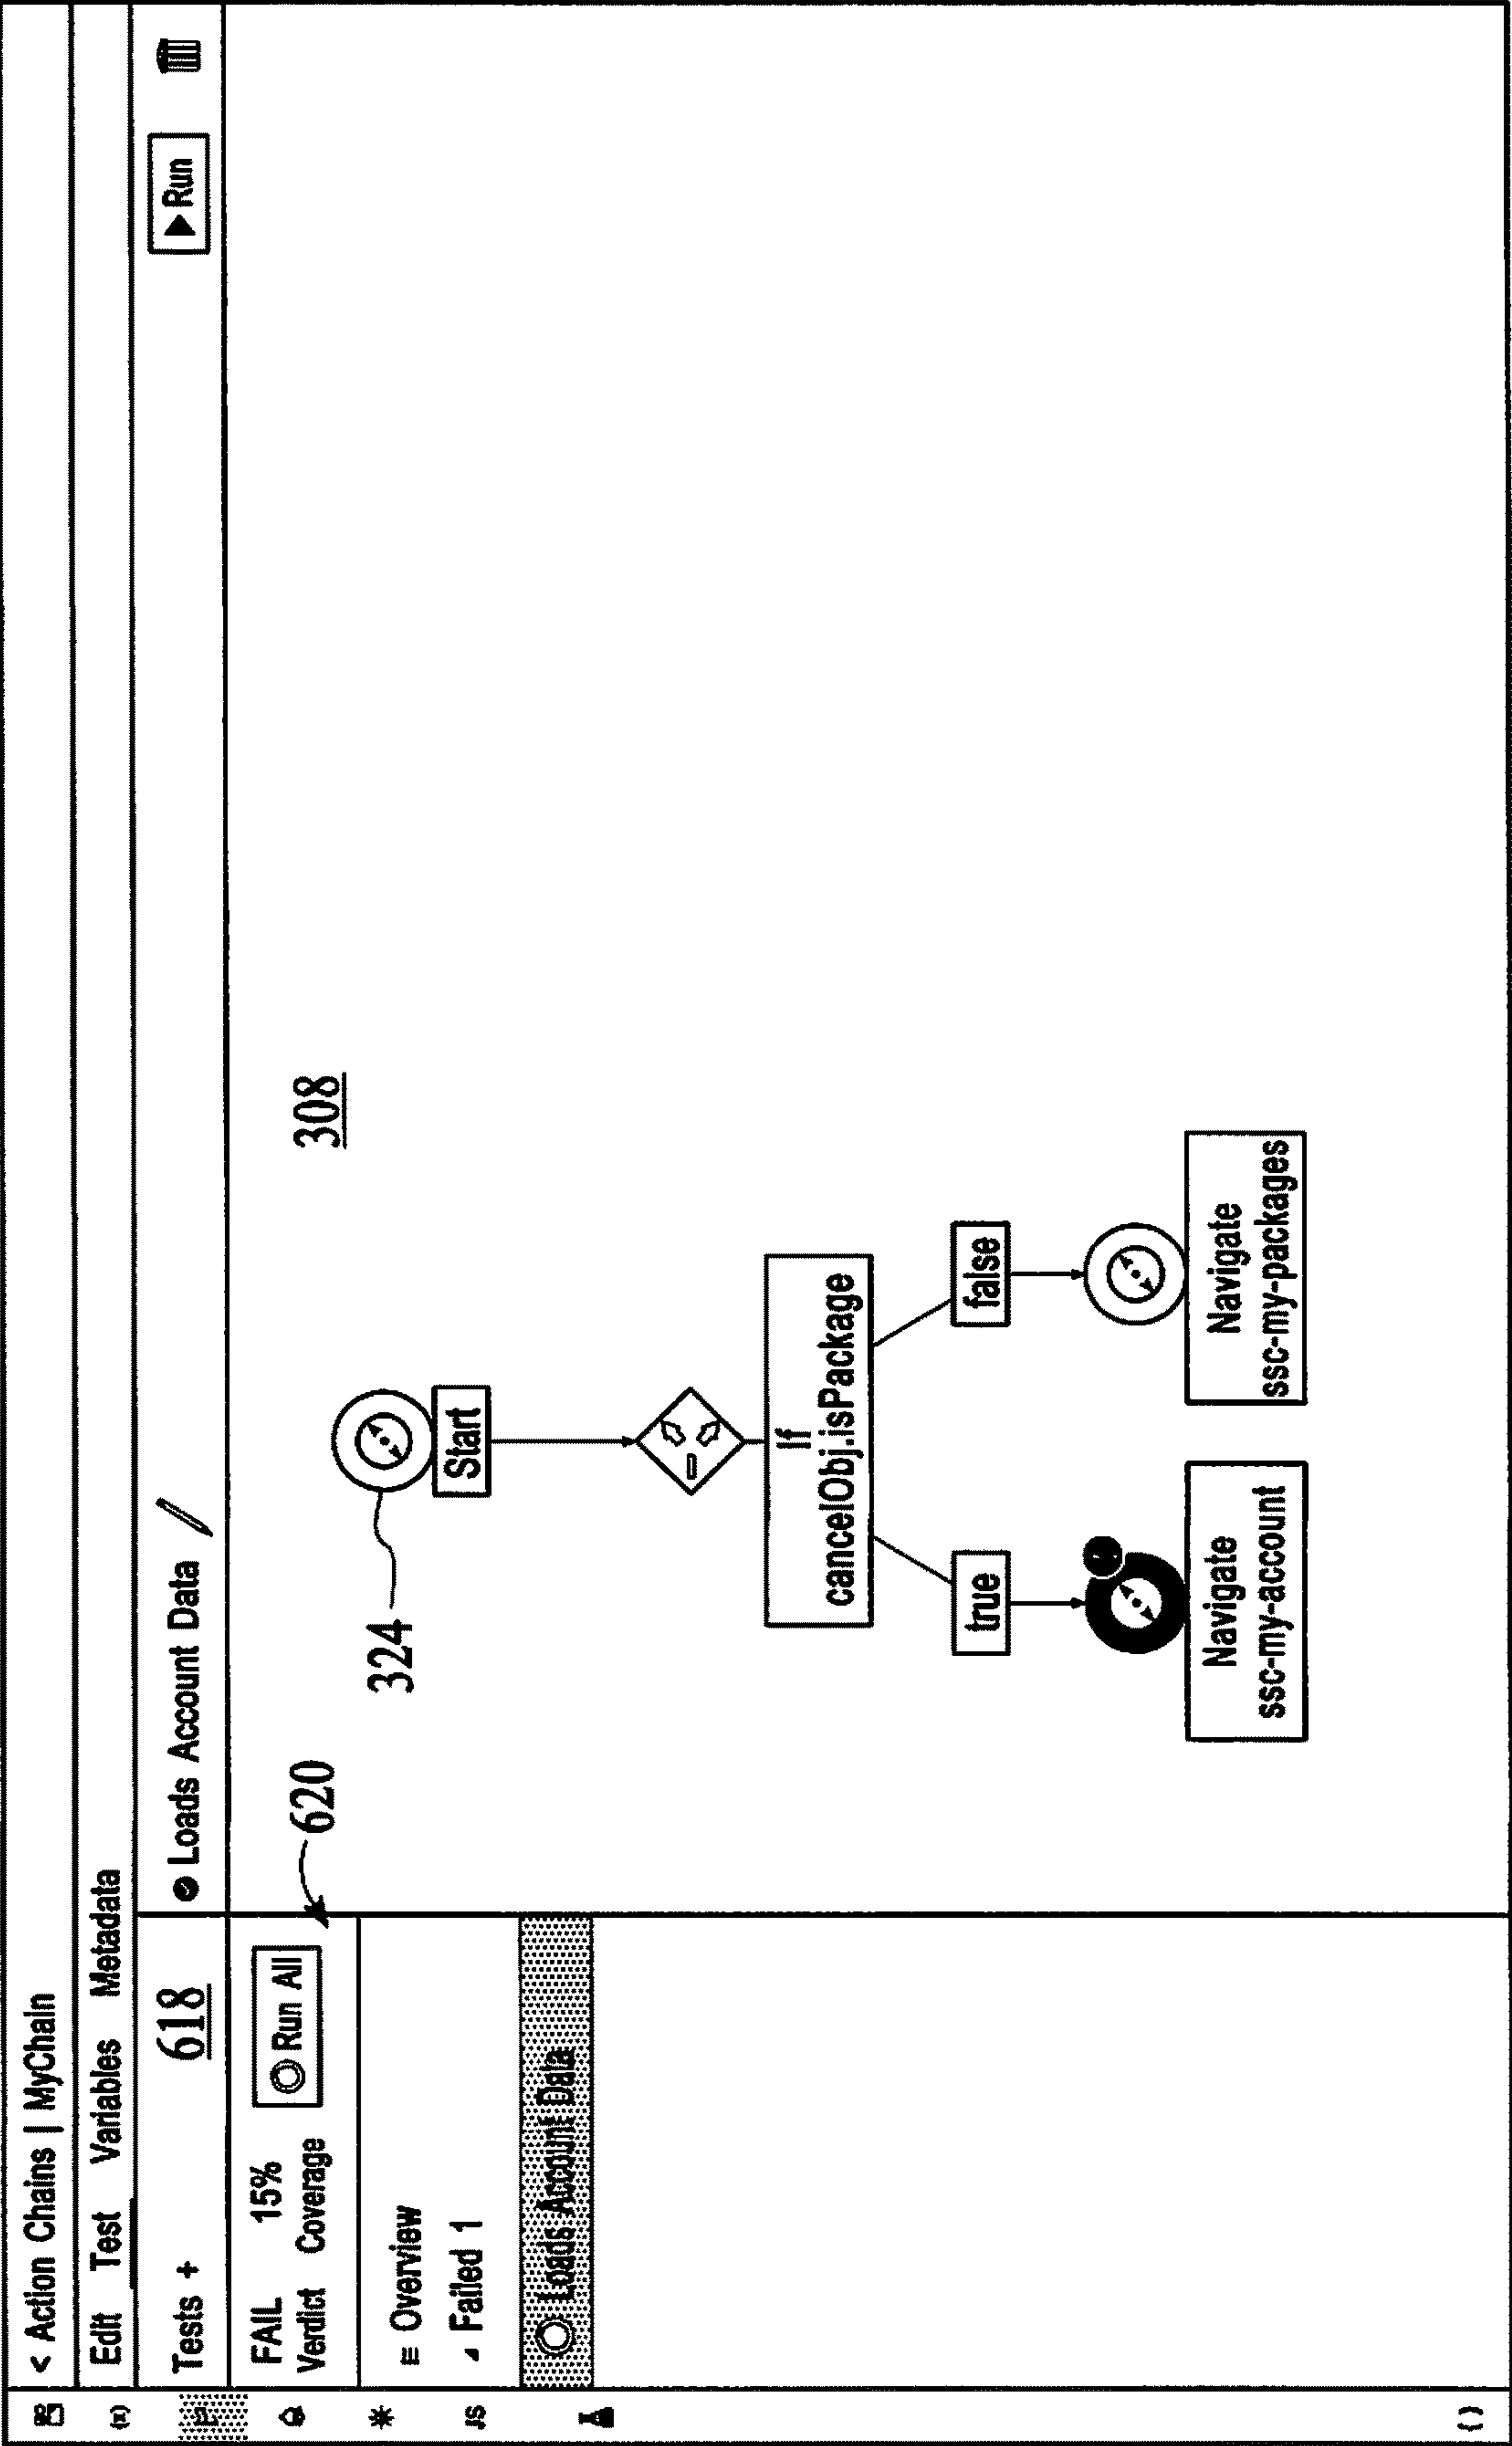 < Action Chains | MyChain
Edit Test Variables Metadata
Tests + 618
Loads Account Data
Run
FAIL 15%
Verdict Coverage
Run All
620
308
Overview
Failed 1
Loads Account Data
324
Start
If
cancelObj.isPackage
true
false
Navigate
ssc-my-account
Navigate
ssc-my-packages
(x)
JS
{ }